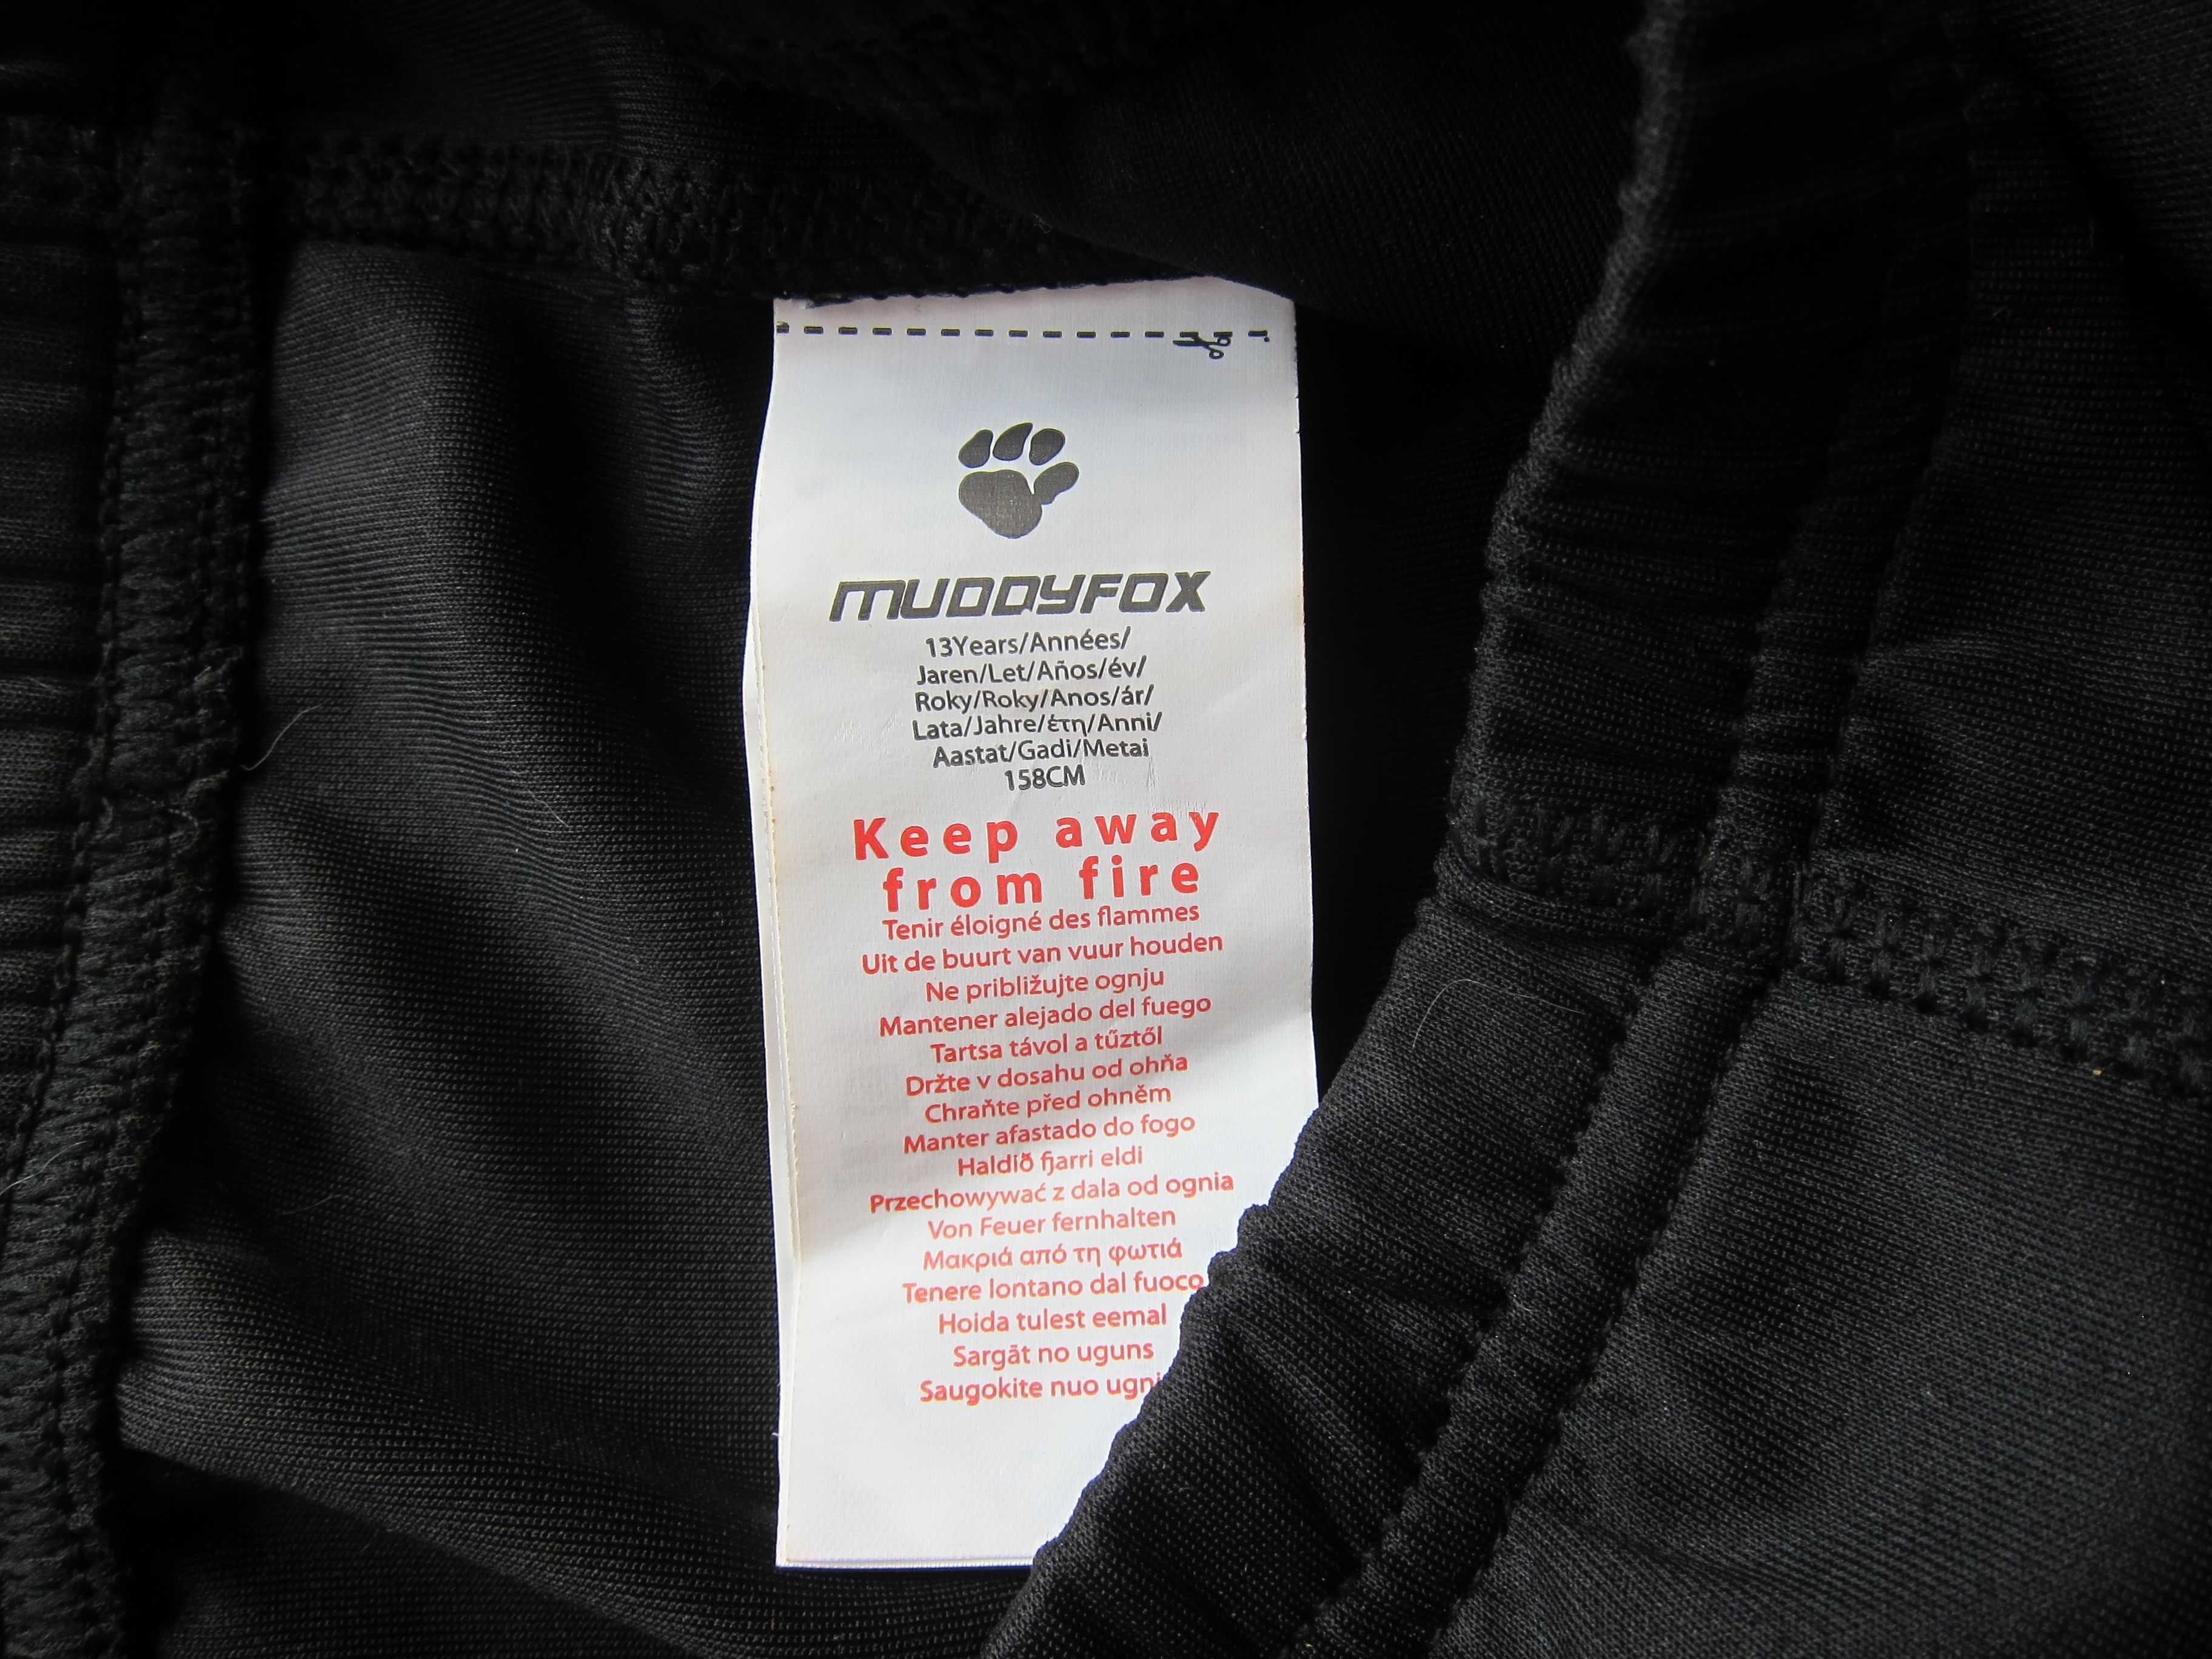 MUDDYFOX
13Years/Années/
Jaren/Let/Años/év/
Roky/Roky/Anos/ár/
Lata/Jahre/έτη/Anni/
Aastat/Gadi/Metai
158CM
Keep away
from fire
Tenir éloigné des flammes
Uit de buurt van vuur houden
Ne približujte ognju
Mantener alejado del fuego
Tartsa távol a tűztől
Držte v dosahu od ohňa
Chraňte před ohněm
Manter afastado do fogo
Haldið fjarri eldi
Przechowywać z dala od ognia
Von Feuer fernhalten
Μακριά από τη φωτιά
Tenere lontano dal fuoco
Hoida tulest eemal
Sargāt no uguns
Saugokite nuo